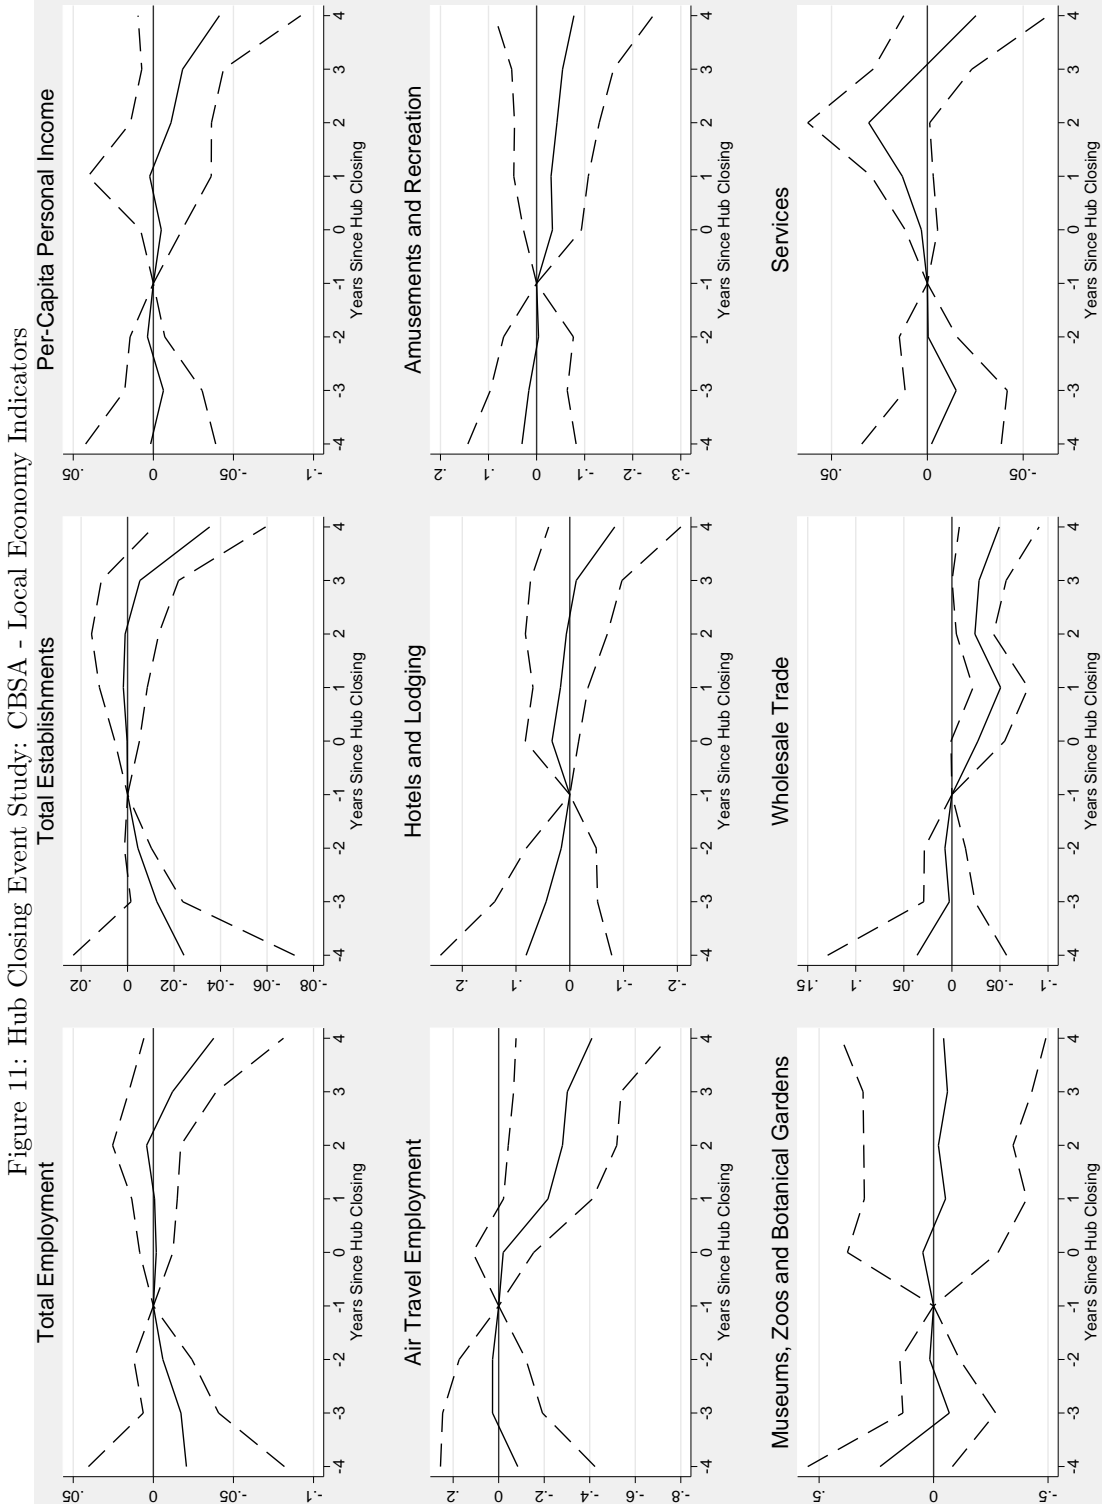 Figure 11: Hub Closing Event Study: CBSA - Local Economy Indicators
Total Employment
.05
0
-.05
-.1
-4 -3 -2 -1 0 1 2 3 4
Years Since Hub Closing
Total Establishments
.02
0
-.02
-.04
-.06
-.08
-4 -3 -2 -1 0 1 2 3 4
Years Since Hub Closing
Per-Capita Personal Income
.05
0
-.05
-.1
-4 -3 -2 -1 0 1 2 3 4
Years Since Hub Closing
Air Travel Employment
.2
0
-.2
-.4
-.6
-.8
-4 -3 -2 -1 0 1 2 3 4
Years Since Hub Closing
Hotels and Lodging
.2
.1
0
-.1
-.2
-4 -3 -2 -1 0 1 2 3 4
Years Since Hub Closing
Amusements and Recreation
.2
.1
0
-.1
-.2
-.3
-4 -3 -2 -1 0 1 2 3 4
Years Since Hub Closing
Museums, Zoos and Botanical Gardens
.5
0
-.5
-4 -3 -2 -1 0 1 2 3 4
Years Since Hub Closing
Wholesale Trade
.15
.1
.05
0
-.05
-.1
-4 -3 -2 -1 0 1 2 3 4
Years Since Hub Closing
Services
.05
0
-.05
-4 -3 -2 -1 0 1 2 3 4
Years Since Hub Closing